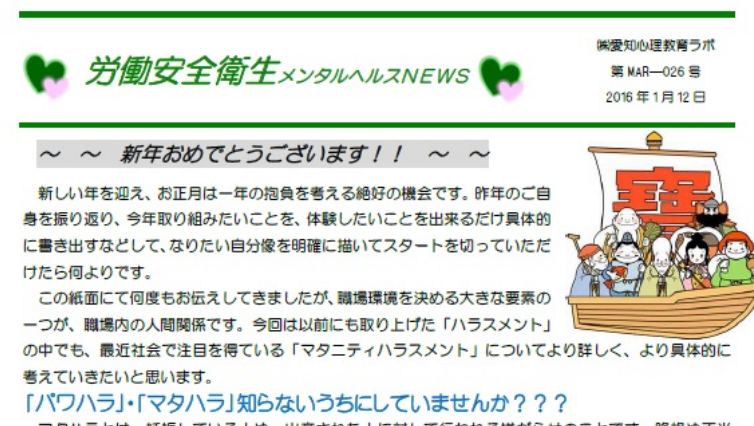 労働安全衛生メンタルヘルスNEWS
㈱愛知心理教育ラボ
第 MAR―026 号
2016 年 1 月 12 日
～ ～ 新年おめでとうございます！！ ～ ～
寶
新しい年を迎え、お正月は一年の抱負を考える絶好の機会です。昨年のご自
身を振り返り、今年取り組みたいことを、体験したいことを出来るだけ具体的
に書き出すなどして、なりたい自分像を明確に描いてスタートを切っていただ
けたら何よりです。
この紙面にて何度もお伝えしてきましたが、職場環境を決める大きな要素の
一つが、職場内の人間関係です。今回は以前にも取り上げた「ハラスメント」
の中でも、最近社会で注目を得ている「マタニティハラスメント」についてより詳しく、より具体的に
考えていきたいと思います。
「パワハラ」・「マタハラ」知らないうちにしていませんか？？？